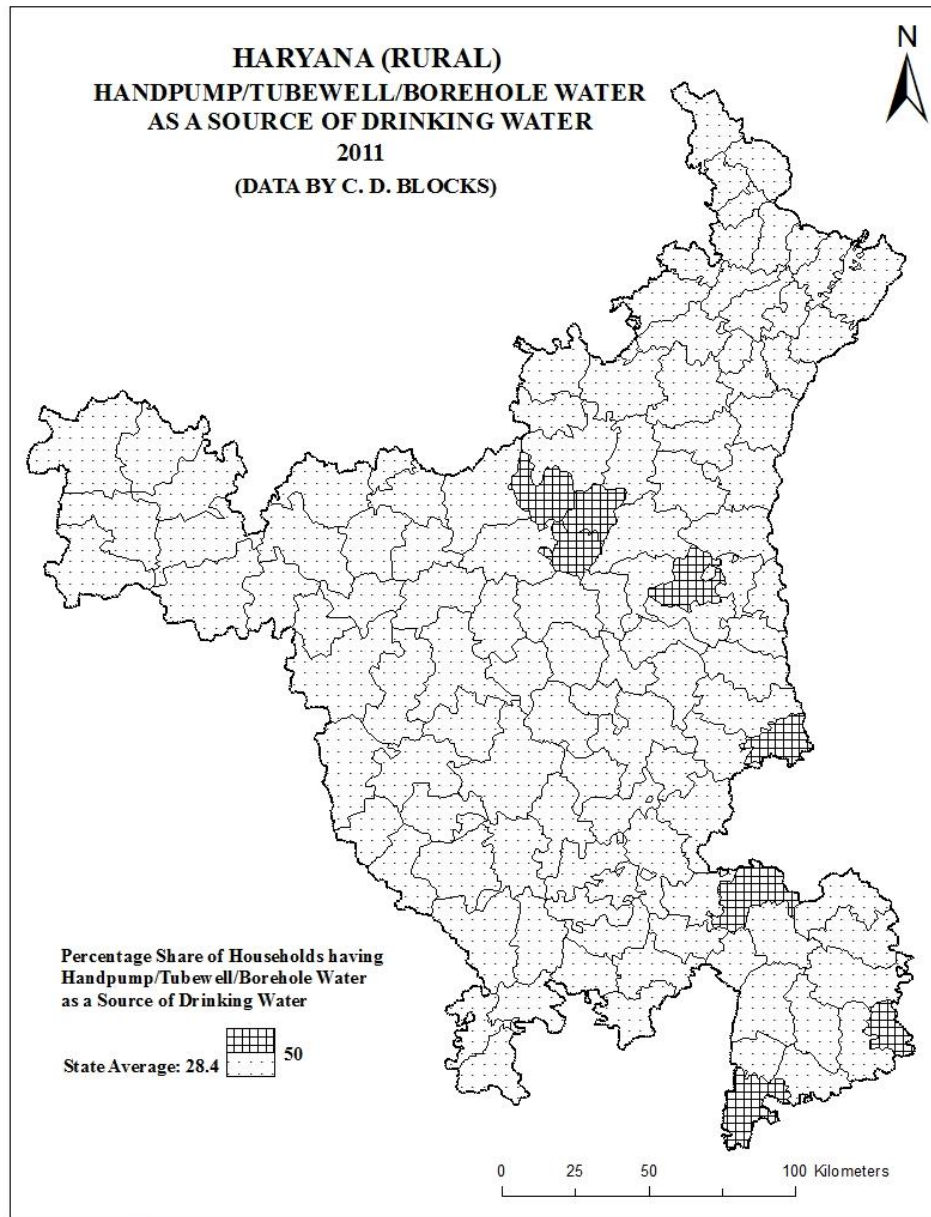 HARYANA (RURAL)
HANDPUMP/TUBEWELL/BOREHOLE WATER
AS A SOURCE OF DRINKING WATER
2011
(DATA BY C. D. BLOCKS)
N
Percentage Share of Households having
Handpump/Tubewell/Borehole Water
as a Source of Drinking Water
50
State Average: 28.4
0 25 50 100 Kilometers